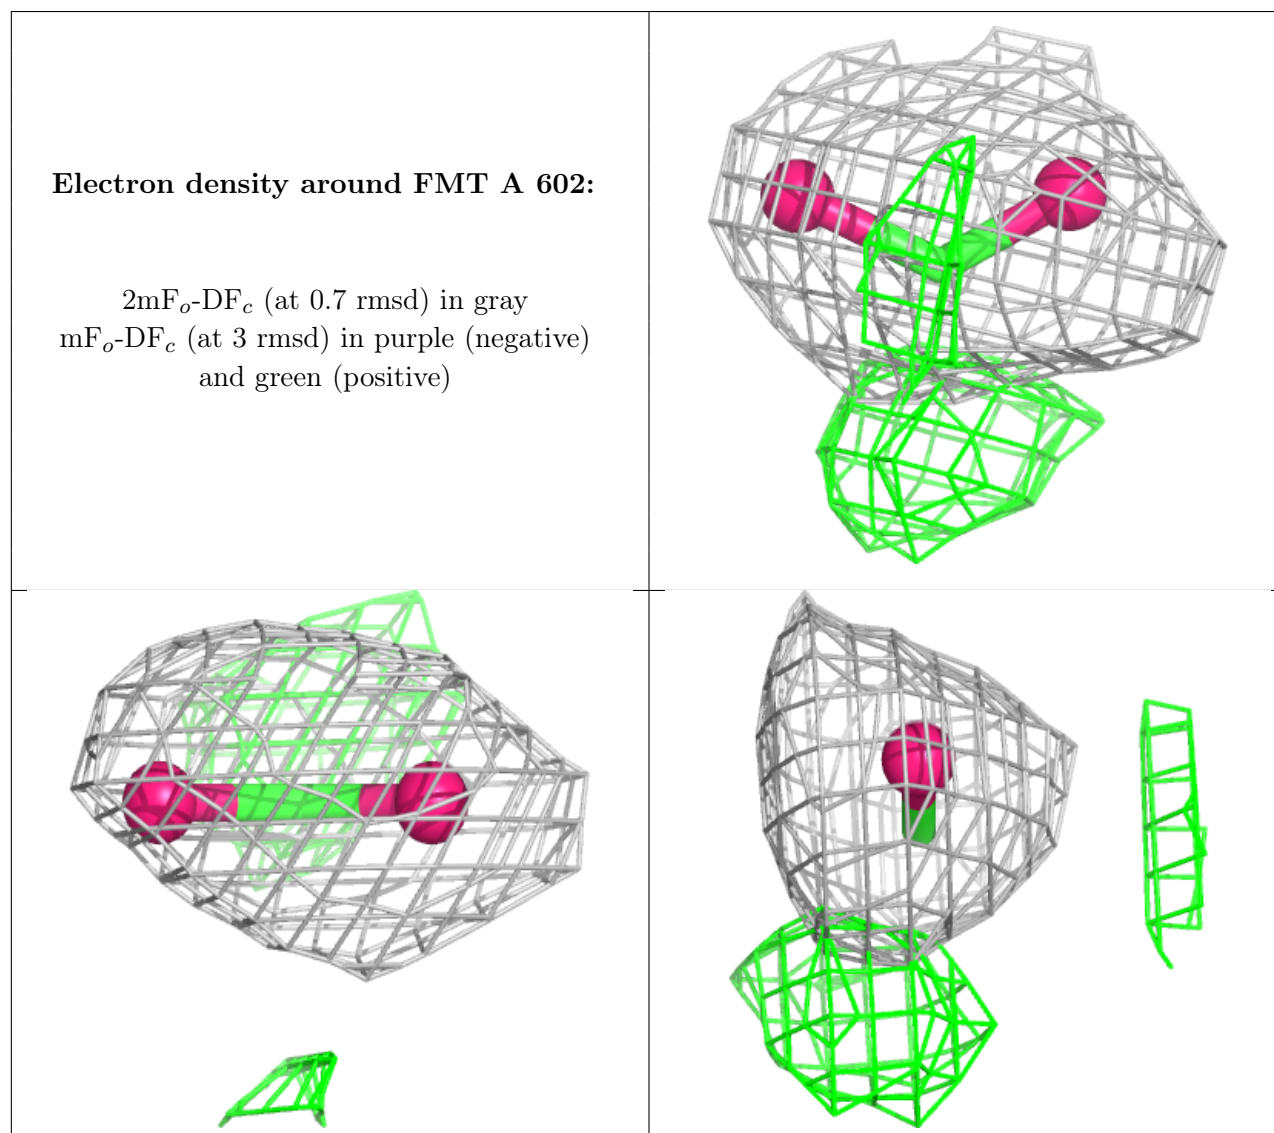 Electron density around FMT A 602:
2mFo-DFc (at 0.7 rmsd) in gray
mFo-DFc (at 3 rmsd) in purple (negative)
and green (positive)